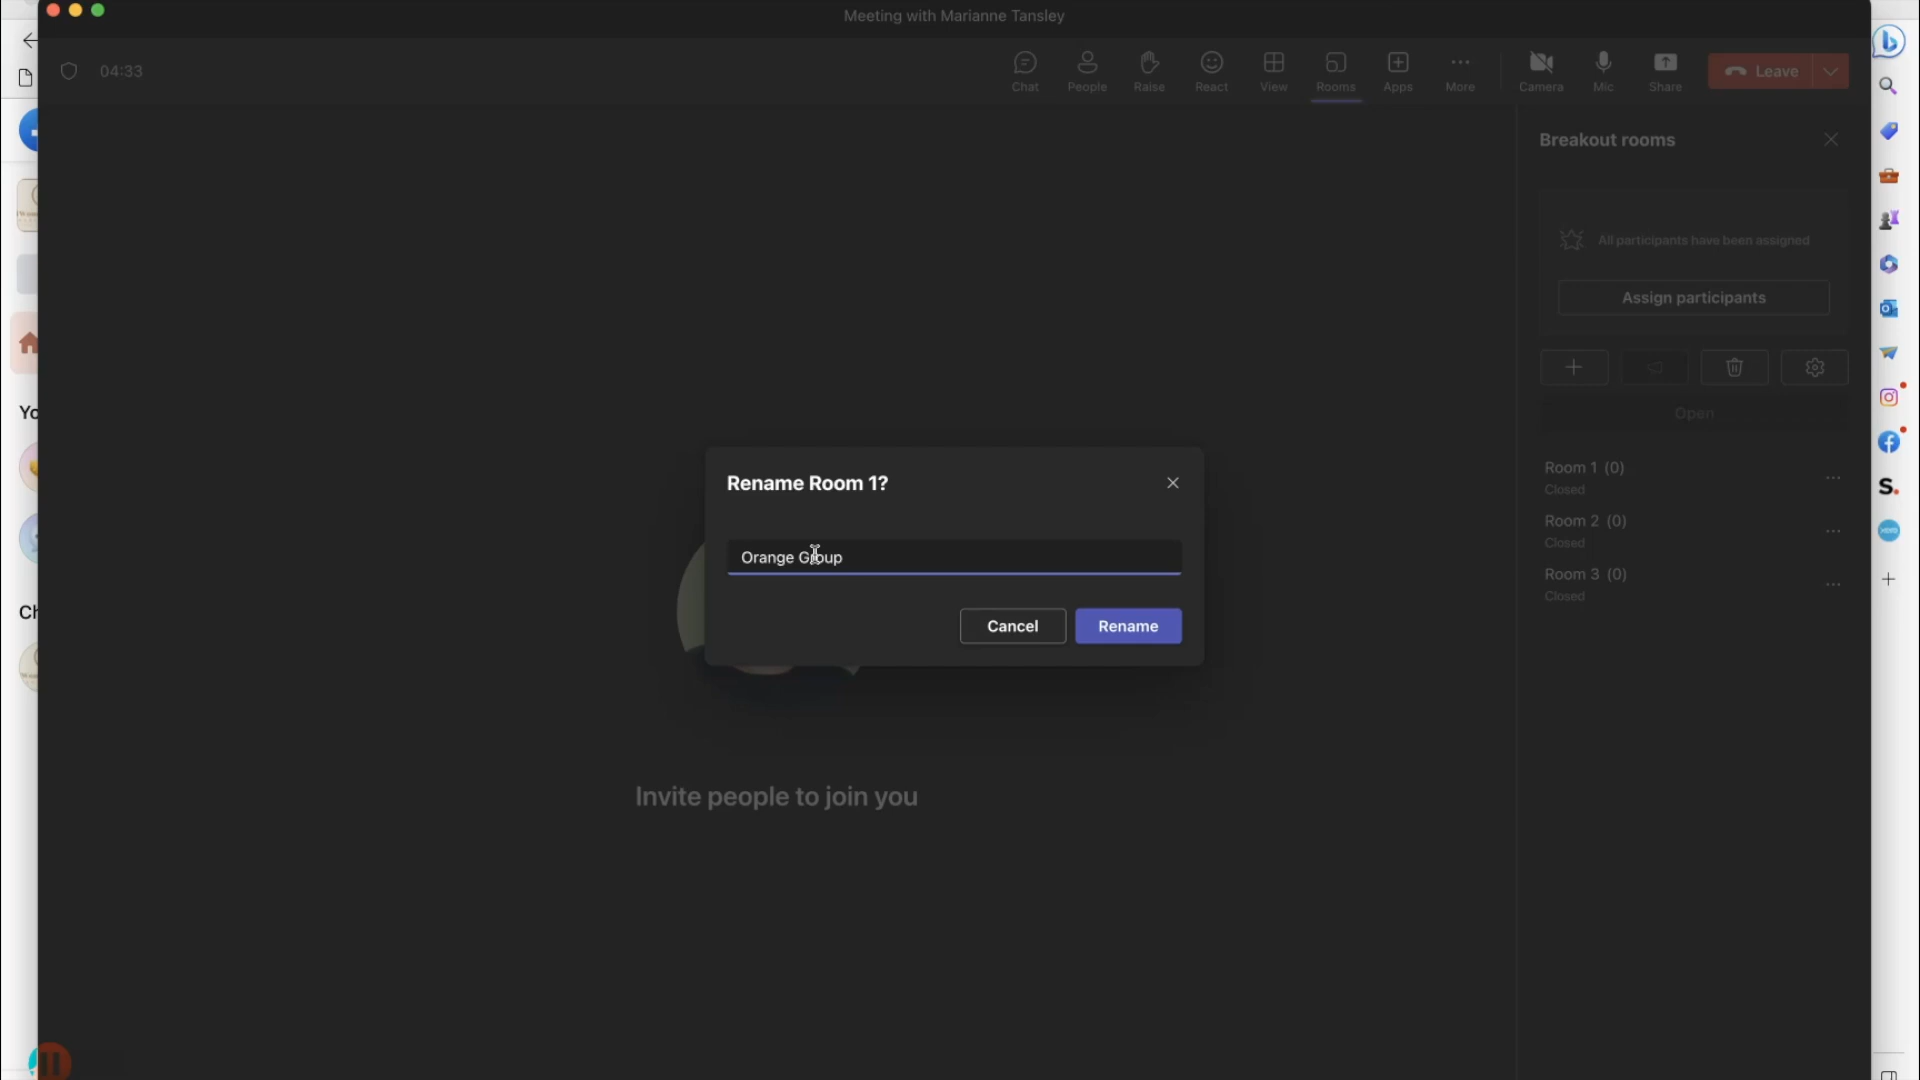 Meeting with Marianne Tansley
04:33
Chat
People
Raise
React
View
Rooms
Apps
More
Camera
Mic
Share
Leave
Breakout rooms
All participants have been assigned
Assign participants
Open
Room 1 (0)
Closed
Room 2 (0)
Closed
Room 3 (0)
Closed
Rename Room 1?
Orange Group
Cancel
Rename
Invite people to join you
Yo
Ch
S.